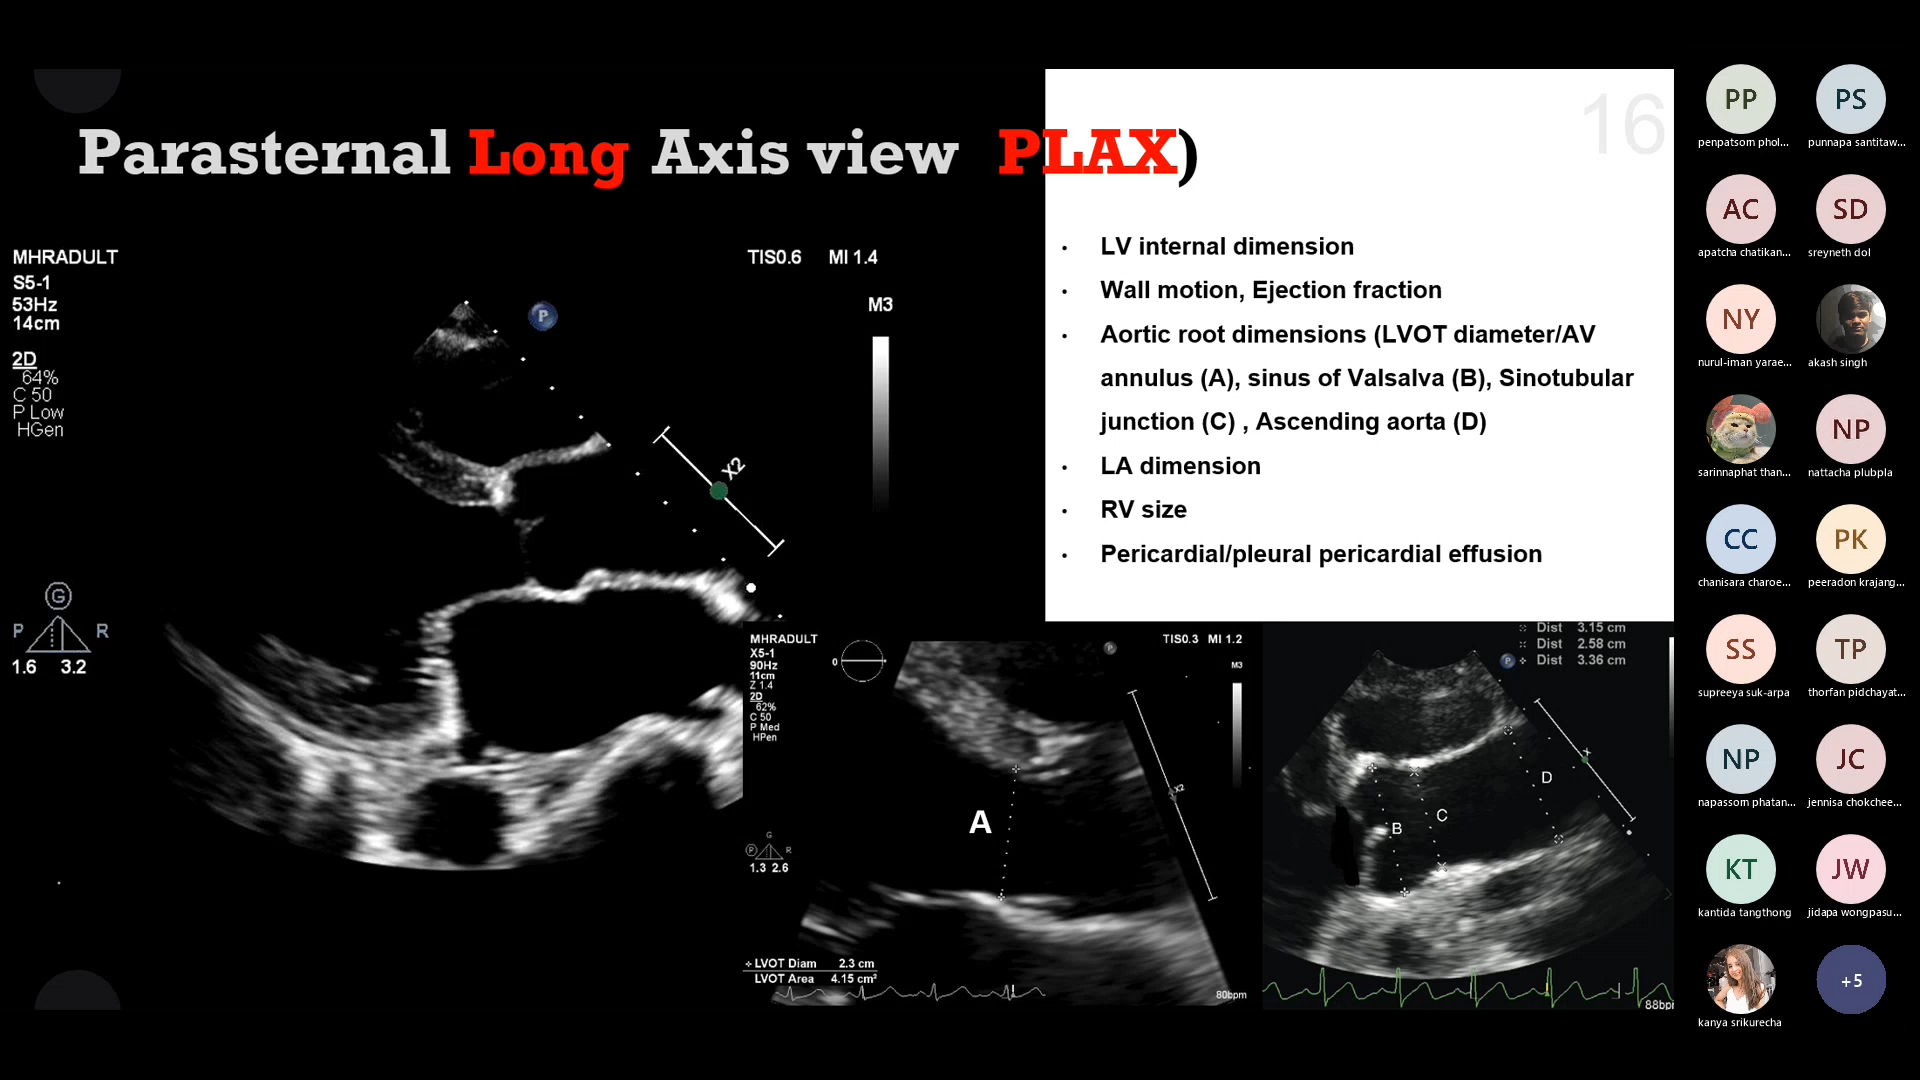 Parasternal Long Axis view PLAX)
16
LV internal dimension
Wall motion, Ejection fraction
Aortic root dimensions (LVOT diameter/AV
annulus (A), sinus of Valsalva (B), Sinotubular
junction (C) , Ascending aorta (D)
LA dimension
RV size
Pericardial/pleural pericardial effusion
MHRADULT
S5-1
53Hz
14cm
2D
64%
C 50
P Low
HGen
TIS0.6 MI 1.4
M3
P
X2
G
P R
1.6 3.2
MHRADULT
X5-1
90Hz
11cm
Z 1.4
2D
62%
C 50
P Med
HPen
0
TIS0.3 MI 1.2
P
M3
X2
A
G
P R
1.3 2.6
LVOT Diam 2.3 cm
LVOT Area 4.15 cm²
80bpm
Dist 3.15 cm
Dist 2.58 cm
Dist 3.36 cm
P
B
C
D
88bp
PP
penpatsorn phol...
PS
punnapa santitaw...
AC
apatcha chatikan...
SD
sreyneth dol
NY
nurul-iman yarae...
akash singh
sarinnaphat than...
NP
nattacha plubpla
CC
chanisara charoe...
PK
peeradon krajang...
SS
supreeya suk-arpa
TP
thorfan pidchayat...
NP
napassorn phatan...
JC
jennisa chokchee...
KT
kantida tangthong
JW
jidapa wongpasu...
kanya srikurecha
+5